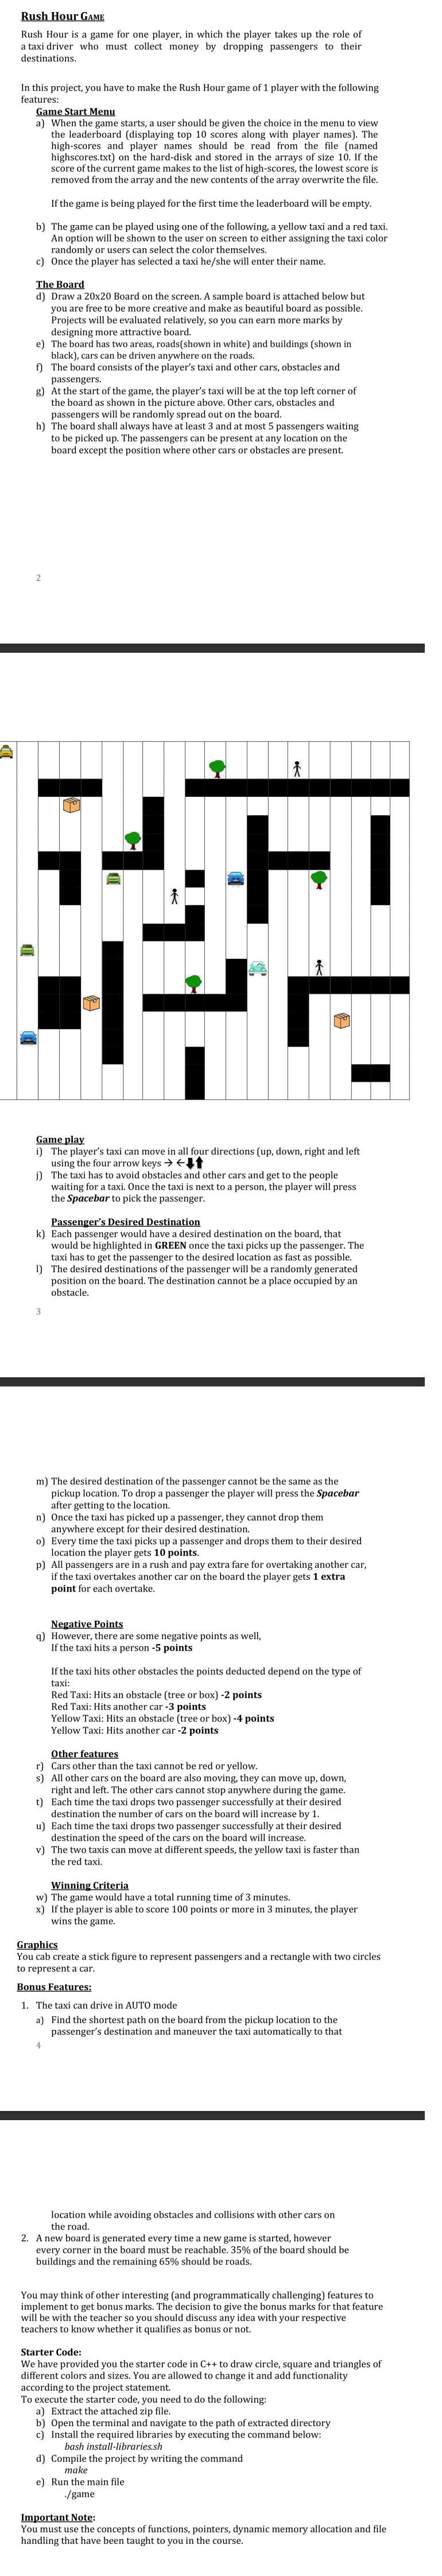 Rush Hour GAME
Rush Hour is a game for one player, in which the player takes up the role of
a taxi driver who must collect money by dropping passengers to their
destinations.
In this project, you have to make the Rush Hour game of 1 player with the following
features:
Game Start Menu
a) When the game starts, a user should be given the choice in the menu to view
the leaderboard (displaying top 10 scores along with player names). The
high-scores and player names should be read from the file (named
highscores.txt) on the hard-disk and stored in the arrays of size 10. If the
score of the current game makes to the list of high-scores, the lowest score is
removed from the array and the new contents of the array overwrite the file.
If the game is being played for the first time the leaderboard will be empty.
b) The game can be played using one of the following, a yellow taxi and a red taxi.
An option will be shown to the user on screen to either assigning the taxi color
randomly or users can select the color themselves.
c) Once the player has selected a taxi he/she will enter their name.
The Board
d) Draw a 20x20 Board on the screen. A sample board is attached below but
you are free to be more creative and make as beautiful board as possible.
Projects will be evaluated relatively, so you can earn more marks by
designing more attractive board.
e) The board has two areas, roads(shown in white) and buildings (shown in
black), cars can be driven anywhere on the roads.
f) The board consists of the player's taxi and other cars, obstacles and
passengers.
g) At the start of the game, the player's taxi will be at the top left corner of
the board as shown in the picture above. Other cars, obstacles and
passengers will be randomly spread out on the board.
h) The board shall always have at least 3 and at most 5 passengers waiting
to be picked up. The passengers can be present at any location on the
board except the position where other cars or obstacles are present.
2
Game play
i) The player's taxi can move in all four directions (up, down, right and left
using the four arrow keys → ←⬇⬆
j) The taxi has to avoid obstacles and other cars and get to the people
waiting for a taxi. Once the taxi is next to a person, the player will press
the Spacebar to pick the passenger.
Passenger's Desired Destination
k) Each passenger would have a desired destination on the board, that
would be highlighted in GREEN once the taxi picks up the passenger. The
taxi has to get the passenger to the desired location as fast as possible.
l) The desired destinations of the passenger will be a randomly generated
position on the board. The destination cannot be a place occupied by an
obstacle.
3
m) The desired destination of the passenger cannot be the same as the
pickup location. To drop a passenger the player will press the Spacebar
after getting to the location.
n) Once the taxi has picked up a passenger, they cannot drop them
anywhere except for their desired destination.
o) Every time the taxi picks up a passenger and drops them to their desired
location the player gets 10 points.
p) All passengers are in a rush and pay extra fare for overtaking another car,
if the taxi overtakes another car on the board the player gets 1 extra
point for each overtake.
Negative Points
q) However, there are some negative points as well,
If the taxi hits a person -5 points
If the taxi hits other obstacles the points deducted depend on the type of
taxi:
Red Taxi: Hits an obstacle (tree or box) -2 points
Red Taxi: Hits another car -3 points
Yellow Taxi: Hits an obstacle (tree or box) -4 points
Yellow Taxi: Hits another car -2 points
Other features
r) Cars other than the taxi cannot be red or yellow.
s) All other cars on the board are also moving, they can move up, down,
right and left. The other cars cannot stop anywhere during the game.
t) Each time the taxi drops two passenger successfully at their desired
destination the number of cars on the board will increase by 1.
u) Each time the taxi drops two passenger successfully at their desired
destination the speed of the cars on the board will increase.
v) The two taxis can move at different speeds, the yellow taxi is faster than
the red taxi.
Winning Criteria
w) The game would have a total running time of 3 minutes.
x) If the player is able to score 100 points or more in 3 minutes, the player
wins the game.
Graphics
You cab create a stick figure to represent passengers and a rectangle with two circles
to represent a car.
Bonus Features:
1. The taxi can drive in AUTO mode
a) Find the shortest path on the board from the pickup location to the
passenger's destination and maneuver the taxi automatically to that
4
location while avoiding obstacles and collisions with other cars on
the road.
2. A new board is generated every time a new game is started, however
every corner in the board must be reachable. 35% of the board should be
buildings and the remaining 65% should be roads.
You may think of other interesting (and programmatically challenging) features to
implement to get bonus marks. The decision to give the bonus marks for that feature
will be with the teacher so you should discuss any idea with your respective
teachers to know whether it qualifies as bonus or not.
Starter Code:
We have provided you the starter code in C++ to draw circle, square and triangles of
different colors and sizes. You are allowed to change it and add functionality
according to the project statement.
To execute the starter code, you need to do the following:
a) Extract the attached zip file.
b) Open the terminal and navigate to the path of extracted directory
c) Install the required libraries by executing the command below:
bash install-libraries.sh
d) Compile the project by writing the command
make
e) Run the main file
./game
Important Note:
You must use the concepts of functions, pointers, dynamic memory allocation and file
handling that have been taught to you in the course.